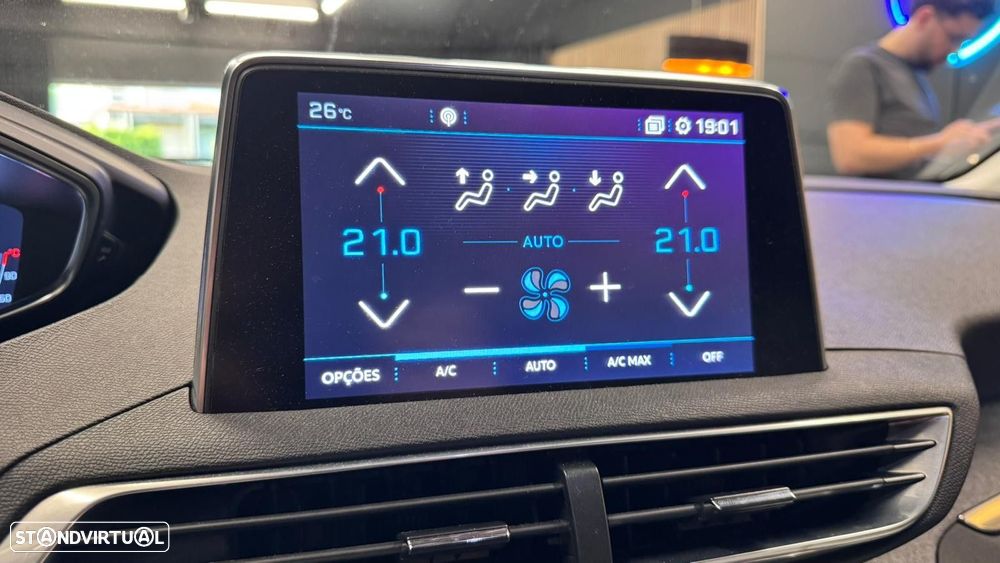 26°C
19:01
21.0
AUTO
21.0
OPÇÕES
A/C
AUTO
A/C MAX
OFF
°C
STANDVIRTUAL